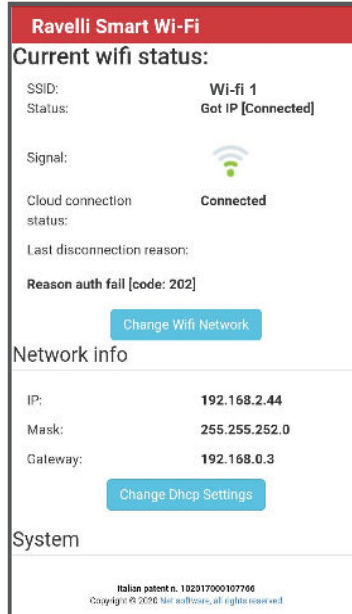 Ravelli Smart Wi-Fi
Current wifi status:
SSID: Wi-fi 1
Status: Got IP [Connected]
Signal:
Cloud connection Connected
status:
Last disconnection reason:
Reason auth fail [code: 202]
Change Wifi Network
Network info
IP: 192.168.2.44
Mask: 255.255.252.0
Gateway: 192.168.0.3
Change Dhcp Settings
System
Italian patent n. 102017000107766
Copyright © 2020 Net software, all rights reserved